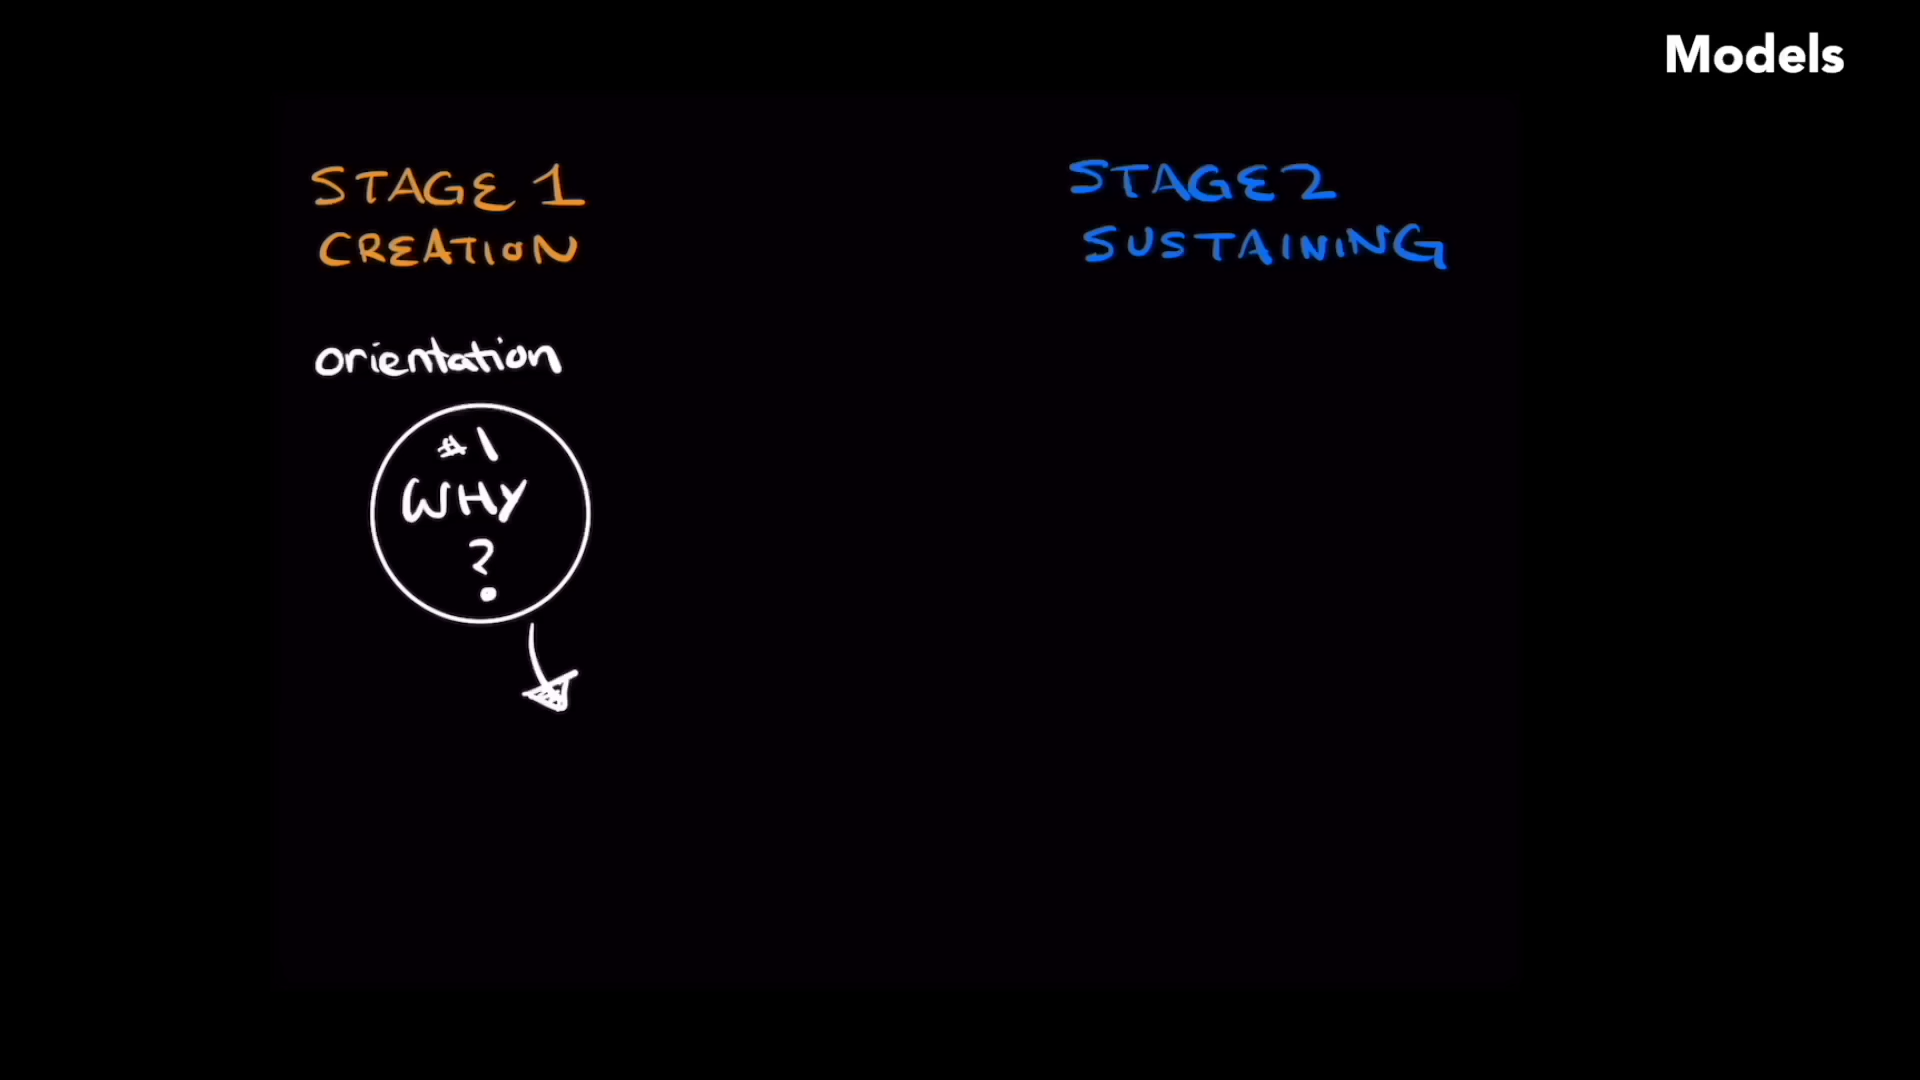 Models
STAGE 1
CREATION
STAGE 2
SUSTAINING
orientation
#1
WHY
?